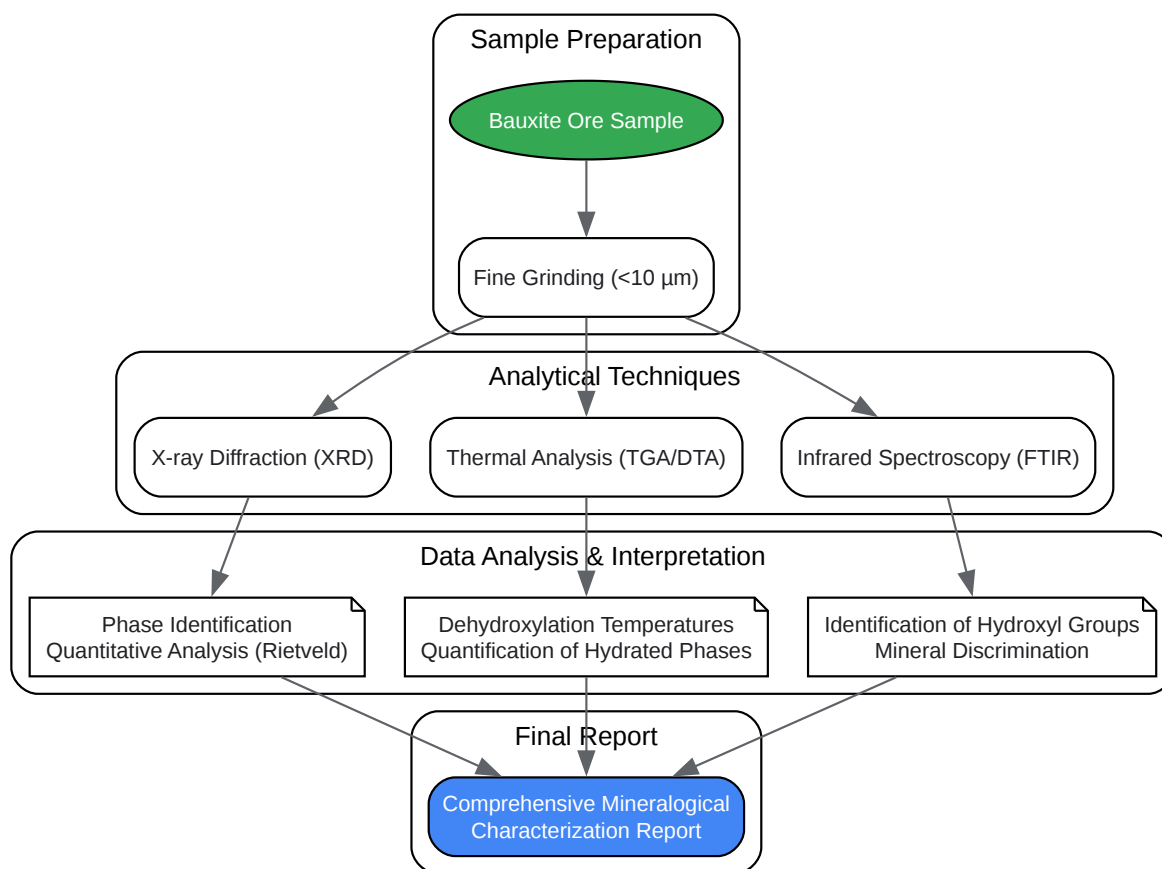 Sample Preparation
Bauxite Ore Sample
Fine Grinding (<10 µm)
Analytical Techniques
X-ray Diffraction (XRD)
Thermal Analysis (TGA/DTA)
Infrared Spectroscopy (FTIR)
Data Analysis & Interpretation
Phase Identification
Quantitative Analysis (Rietveld)
Dehydroxylation Temperatures
Quantification of Hydrated Phases
Identification of Hydroxyl Groups
Mineral Discrimination
Final Report
Comprehensive Mineralogical
Characterization Report